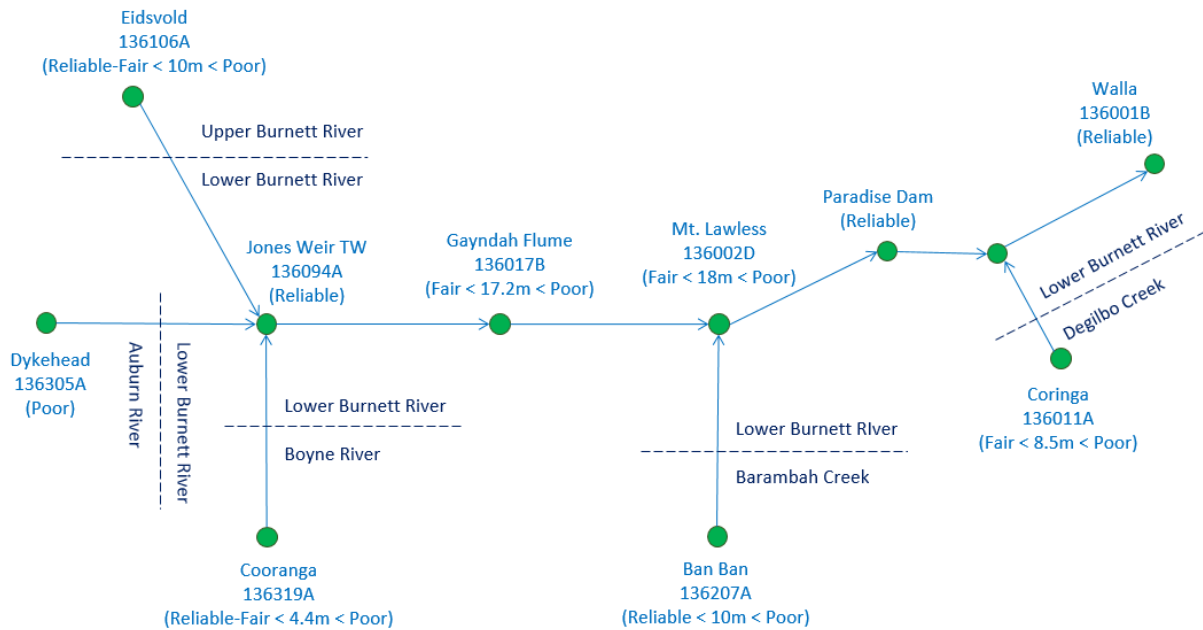 Eidsvold
136106A
(Reliable-Fair < 10m < Poor)
Upper Burnett River
Lower Burnett River
Walla
136001B
(Reliable)
Paradise Dam
(Reliable)
Mt. Lawless
136002D
(Fair < 18m < Poor)
Gayndah Flume
136017B
(Fair < 17.2m < Poor)
Jones Weir TW
136094A
(Reliable)
Lower Burnett River
Degilbo Creek
Dykehead
136305A
(Poor)
Auburn River
Lower Burnett River
Coringa
136011A
(Fair < 8.5m < Poor)
Lower Burnett River
Boyne River
Lower Burnett RIver
Barambah Creek
Cooranga
136319A
(Reliable-Fair < 4.4m < Poor)
Ban Ban
136207A
(Reliable < 10m < Poor)